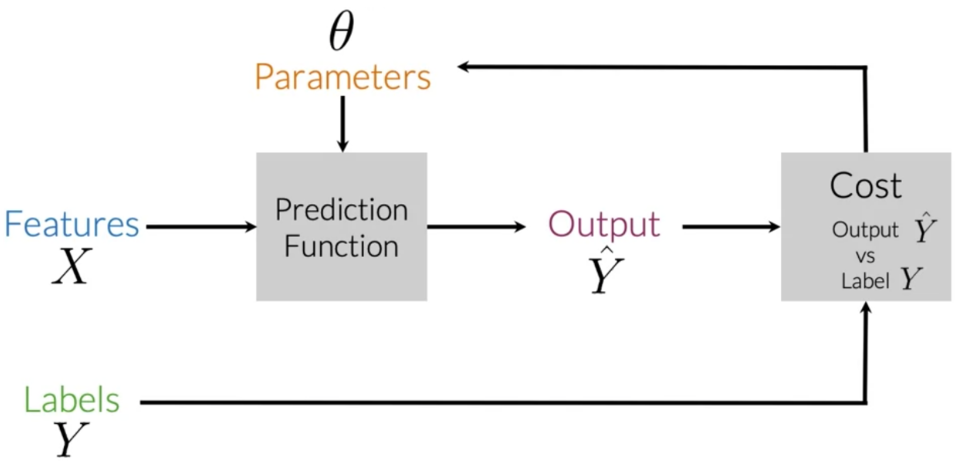 θ
Parameters
Prediction
Function
Features
X
Output
Ŷ
Cost
Output Ŷ
vs
Label Y
Labels
Y